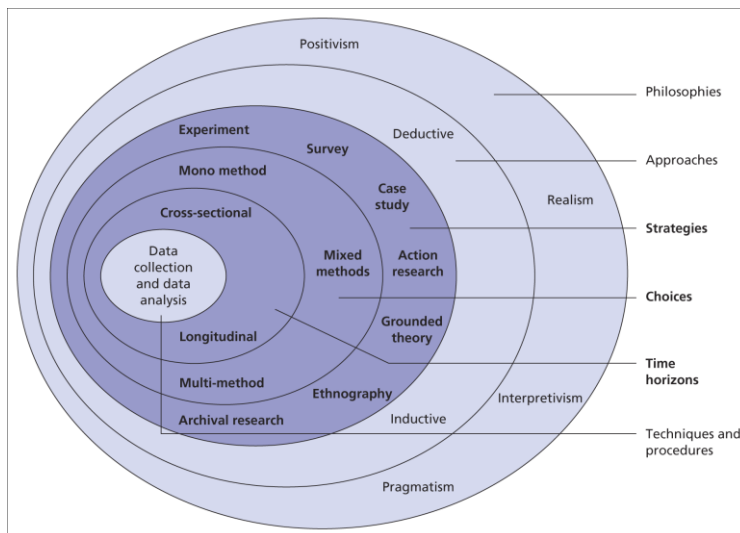 Positivism
Philosophies
Experiment
Deductive
Survey
Approaches
Mono method
Case
study
Realism
Cross-sectional
Strategies
Data
collection
and data
analysis
Mixed
methods
Action
research
Choices
Longitudinal
Grounded
theory
Time
horizons
Multi-method
Ethnography
Interpretivism
Archival research
Inductive
Techniques and
procedures
Pragmatism